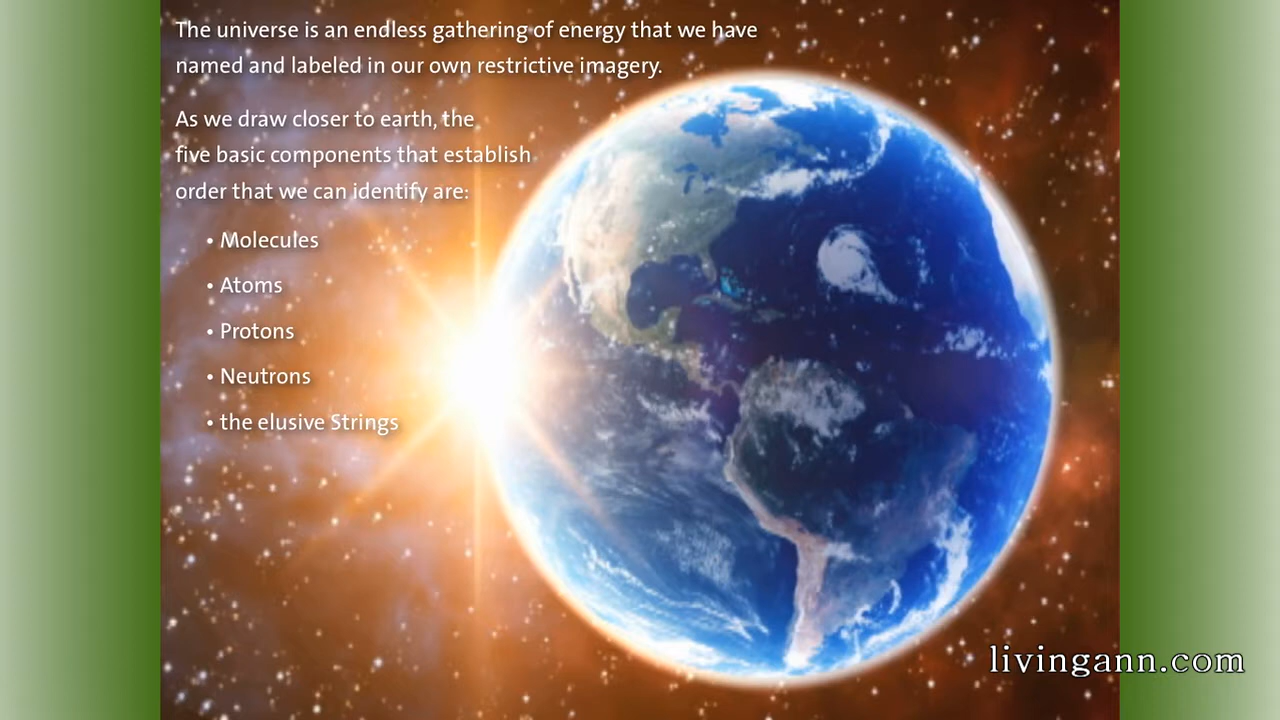 The universe is an endless gathering of energy that we have
named and labeled in our own restrictive imagery.
As we draw closer to earth, the
five basic components that establish
order that we can identify are:
• Molecules
• Atoms
• Protons
• Neutrons
• the elusive Strings
livingann.com